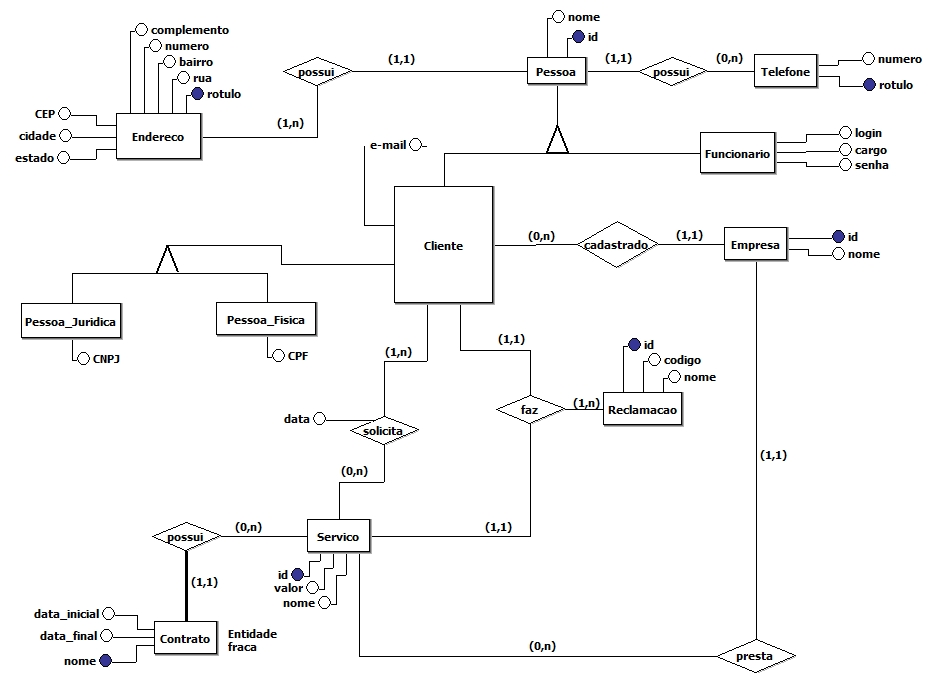 complemento
numero
bairro
rua
rotulo
CEP
cidade
estado
Endereco
(1,n)
possui
(1,1)
nome
id
Pessoa
(1,1)
possui
(0,n)
Telefone
numero
rotulo
e-mail
Funcionario
login
cargo
senha
Cliente
(0,n)
cadastrado
(1,1)
Empresa
id
nome
Pessoa_Juridica
CNPJ
Pessoa_Fisica
CPF
(1,n)
(1,1)
data
solicita
faz
(1,n)
Reclamacao
id
codigo
nome
(0,n)
(1,1)
possui
(0,n)
Servico
(1,1)
id
valor
nome
(1,1)
data_inicial
data_final
nome
Contrato
Entidade
fraca
(0,n)
presta